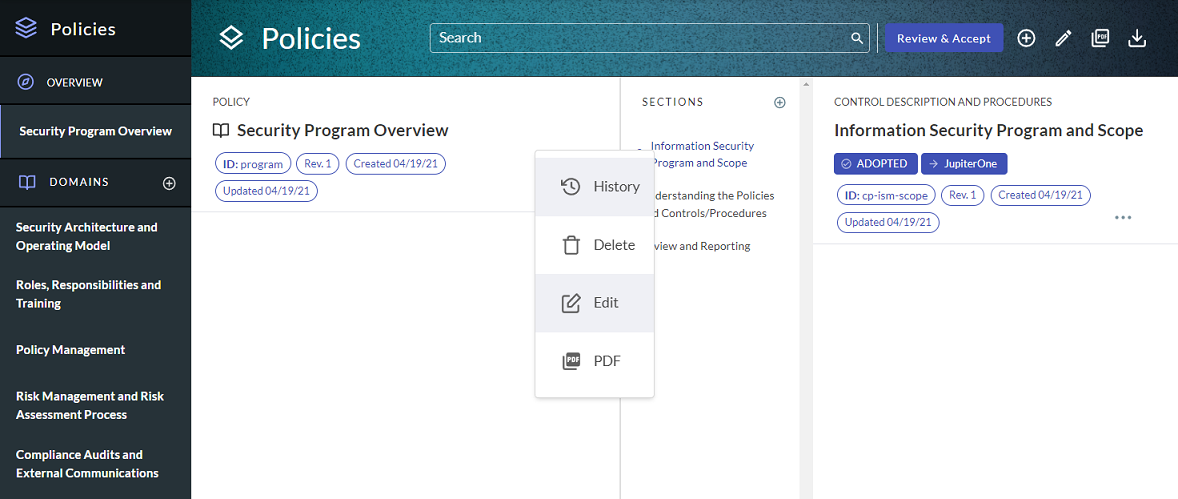 Policies
OVERVIEW
Security Program Overview
DOMAINS
Security Architecture and
Operating Model
Roles, Responsibilities and
Training
Policy Management
Risk Management and Risk
Assessment Process
Compliance Audits and
External Communications
Policies
Search
Review & Accept
PDF
POLICY
Security Program Overview
ID: program
Rev. 1
Created 04/19/21
Updated 04/19/21
History
Delete
Edit
PDF
PDF
SECTIONS
Information Security
Program and Scope
derstanding the Policies
d Controls/Procedures
view and Reporting
CONTROL DESCRIPTION AND PROCEDURES
Information Security Program and Scope
ADOPTED
JupiterOne
ID: cp-ism-scope
Rev. 1
Created 04/19/21
Updated 04/19/21